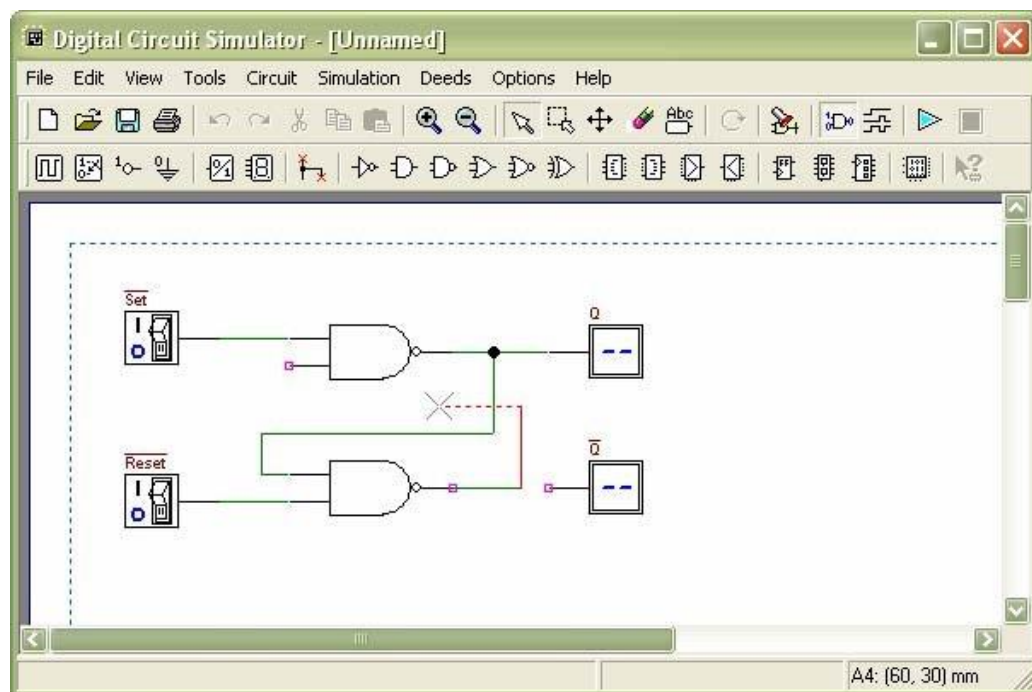 Digital Circuit Simulator - [Unnamed]
File Edit View Tools Circuit Simulation Deeds Options Help
Abc
Set
Q
Reset
Q
A4: (60, 30) mm